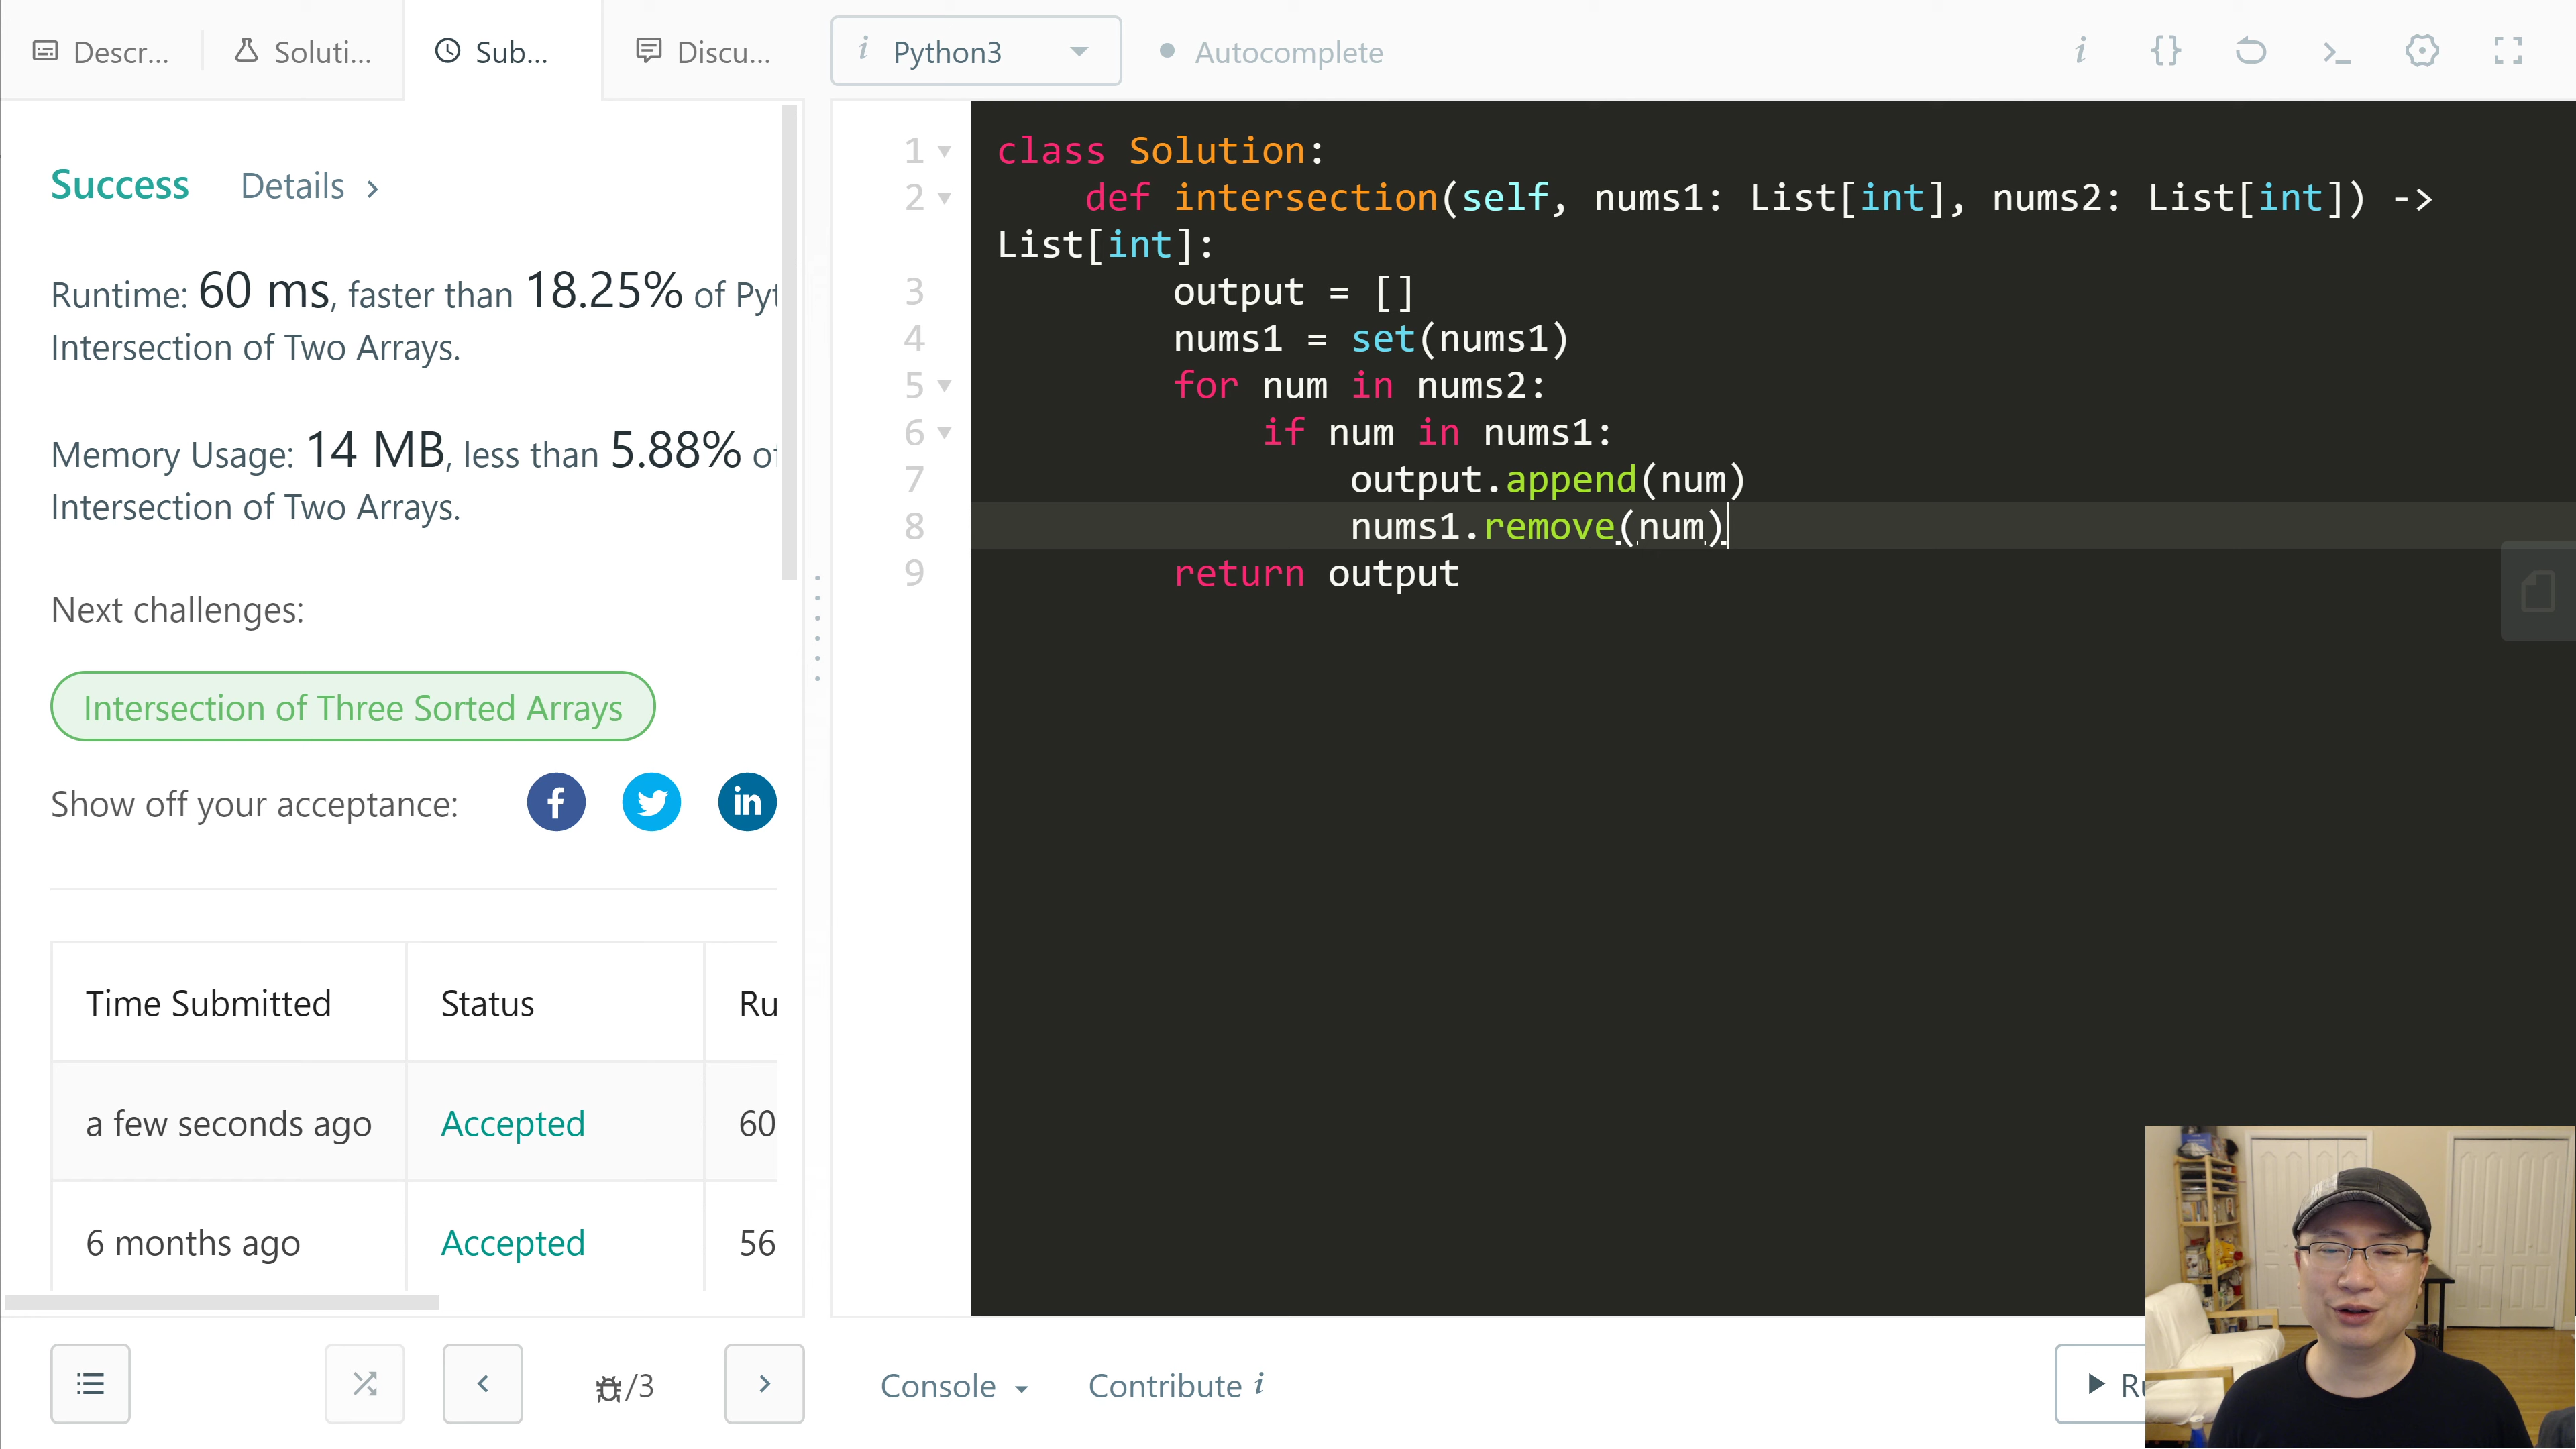 Descr...
Soluti...
Sub...
Discu...
i Python3
Autocomplete
i {}
Success Details >
Runtime: 60 ms, faster than 18.25% of Pyt
Intersection of Two Arrays.
Memory Usage: 14 MB, less than 5.88% of
Intersection of Two Arrays.
Next challenges:
Intersection of Three Sorted Arrays
Show off your acceptance:
f
in
Time Submitted Status Ru
a few seconds ago Accepted 60
6 months ago Accepted 56
1 class Solution:
2 def intersection(self, nums1: List[int], nums2: List[int]) ->
List[int]:
3 output = []
4 nums1 = set(nums1)
5 for num in nums2:
6 if num in nums1:
7 output.append(num)
8 nums1.remove(num)
9 return output
/3
Console
Contribute i
Ru